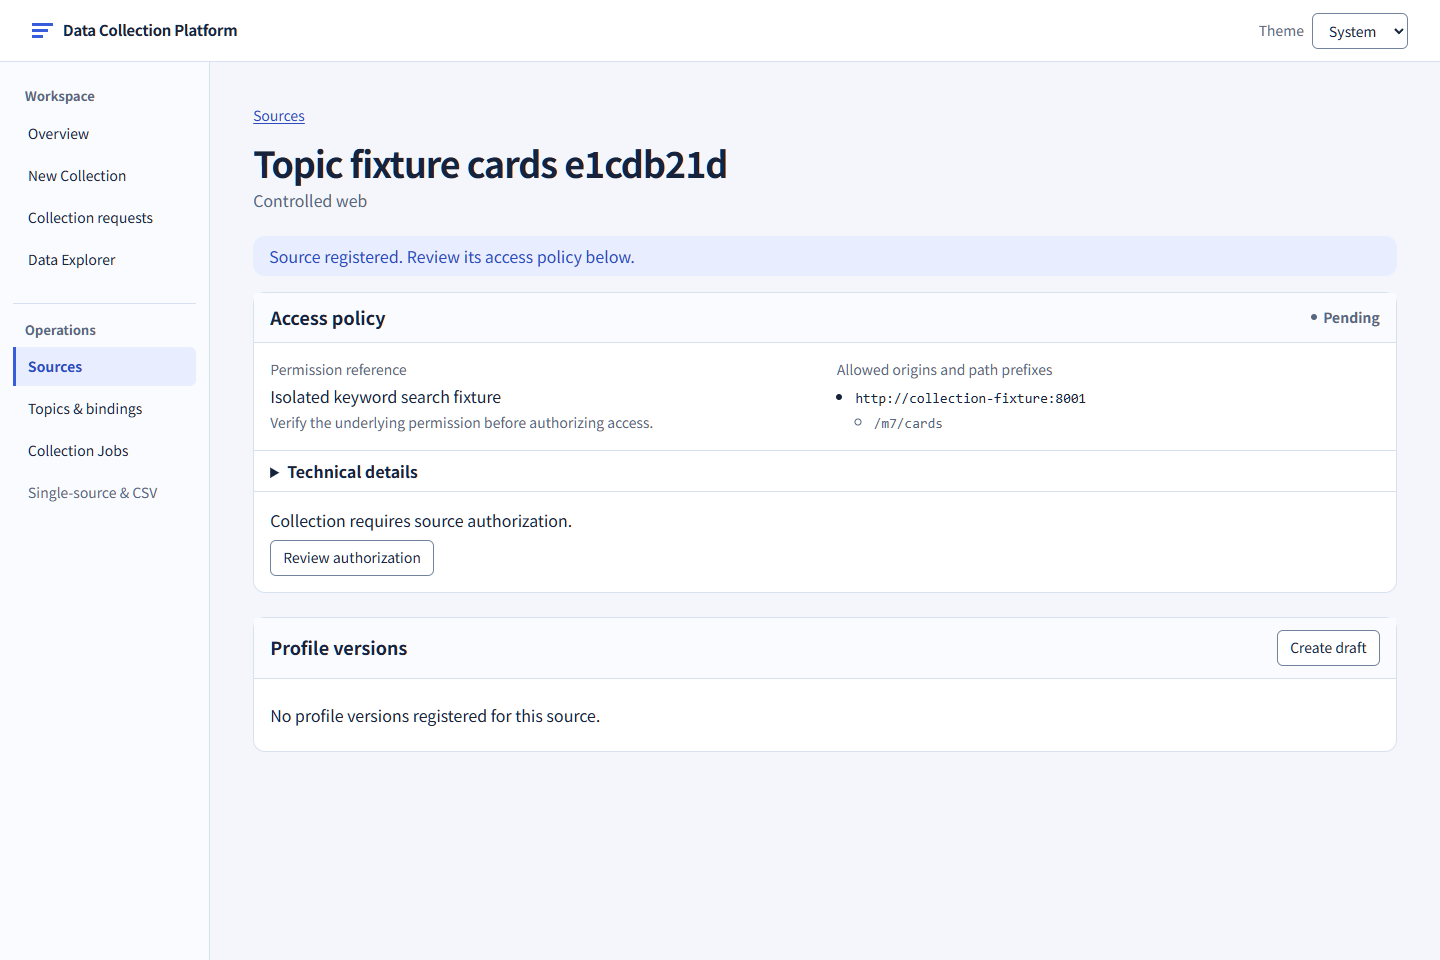 Data Collection Platform
Theme
System
Workspace
Overview
New Collection
Collection requests
Data Explorer
Operations
Sources
Topics & bindings
Collection Jobs
Single-source & CSV
Sources
Topic fixture cards e1cdb21d
Controlled web
Source registered. Review its access policy below.
Access policy
Pending
Permission reference
Isolated keyword search fixture
Verify the underlying permission before authorizing access.
Allowed origins and path prefixes
http://collection-fixture:8001
/m7/cards
Technical details
Collection requires source authorization.
Review authorization
Profile versions
Create draft
No profile versions registered for this source.